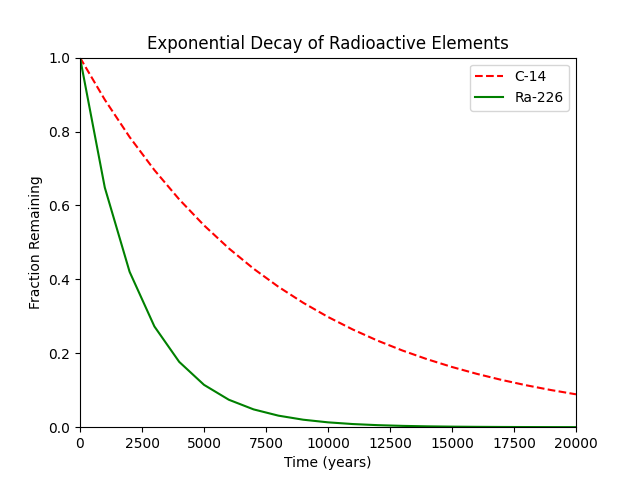 Exponential Decay of Radioactive Elements
C-14
Ra-226
Fraction Remaining
1.0
0.8
0.6
0.4
0.2
0.0
0 2500 5000 7500 10000 12500 15000 17500 20000
Time (years)